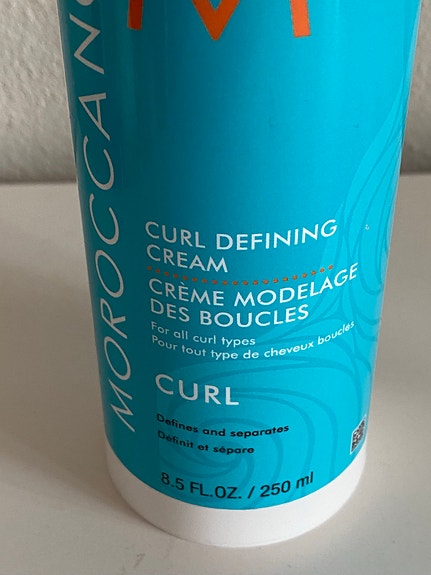 MOROCCANO
CURL DEFINING
CREAM
CRÈME MODELAGE
DES BOUCLES
For all curl types
Pour tout type de cheveux bouclés
CURL
Defines and separates
Définit et sépare
8.5 FL.OZ. / 250 ml